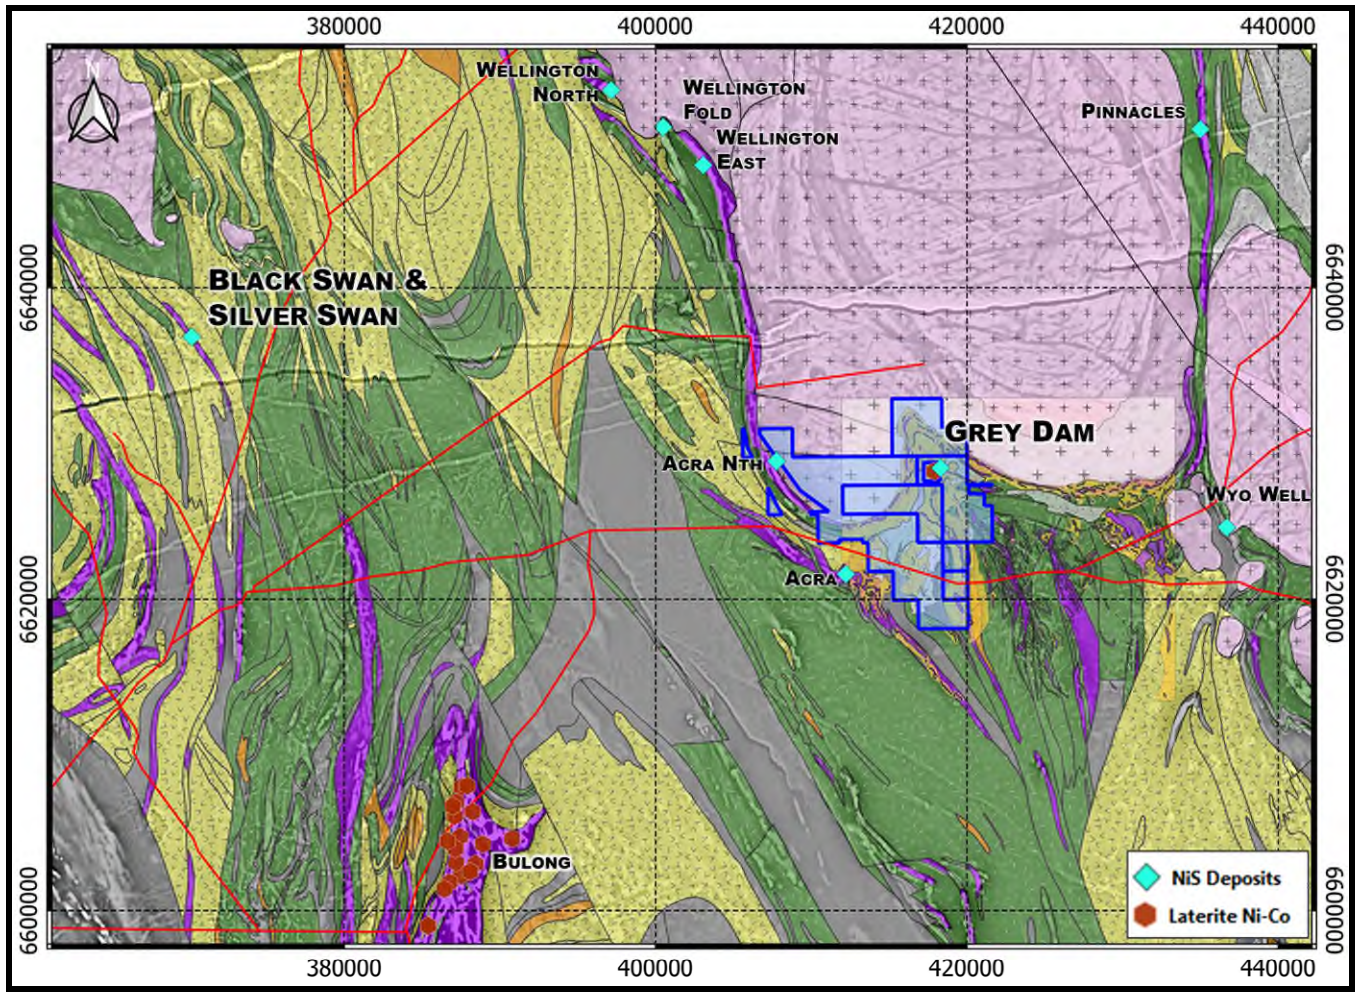 380000
400000
420000
440000
N
WELLINGTON
NORTH
WELLINGTON
FOLD
WELLINGTON
EAST
PINNACLES
6640000
6640000
BLACK SWAN &
SILVER SWAN
GREY DAM
ACRA NTH
WYO WELL
ACRA
6620000
6620000
BULONG
6600000
6600000
NiS Deposits
Laterite Ni-Co
380000
400000
420000
440000